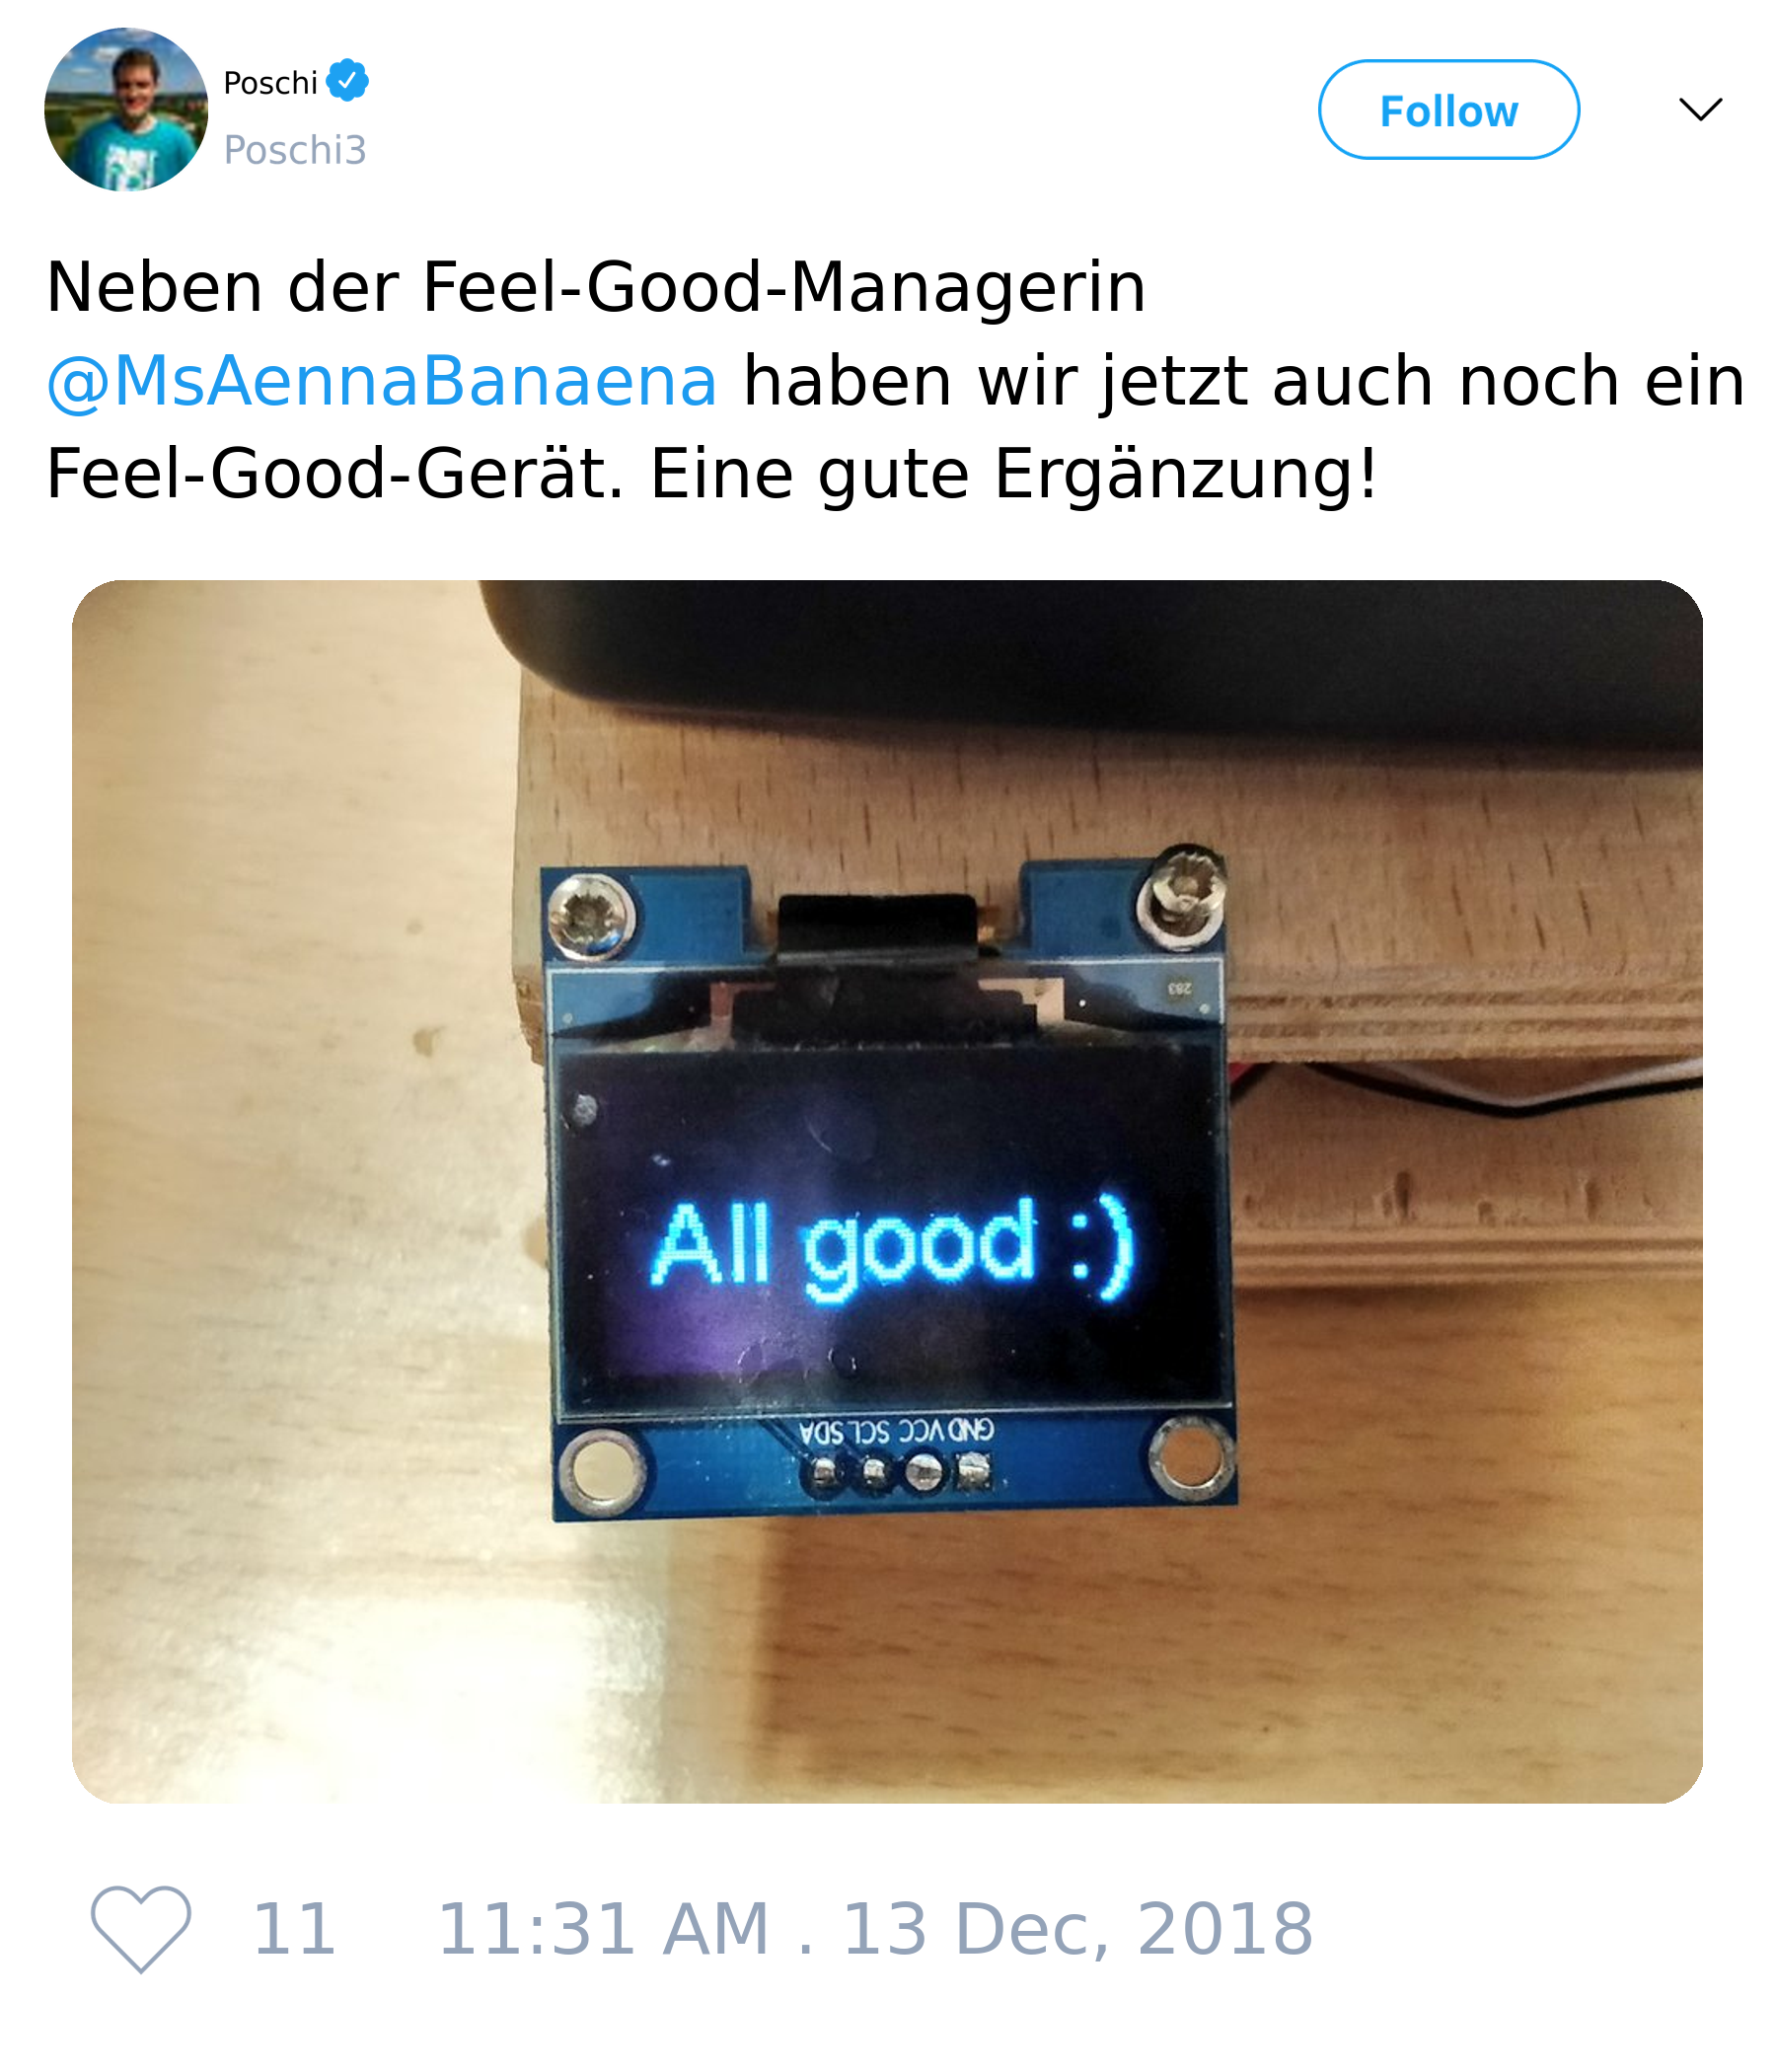 Poschi
Poschi3
Follow
Neben der Feel-Good-Managerin
@MsAennaBanaena haben wir jetzt auch noch ein
Feel-Good-Gerät. Eine gute Ergänzung!
283
All good :)
SDA SCL VCC GND
11 11:31 AM . 13 Dec, 2018